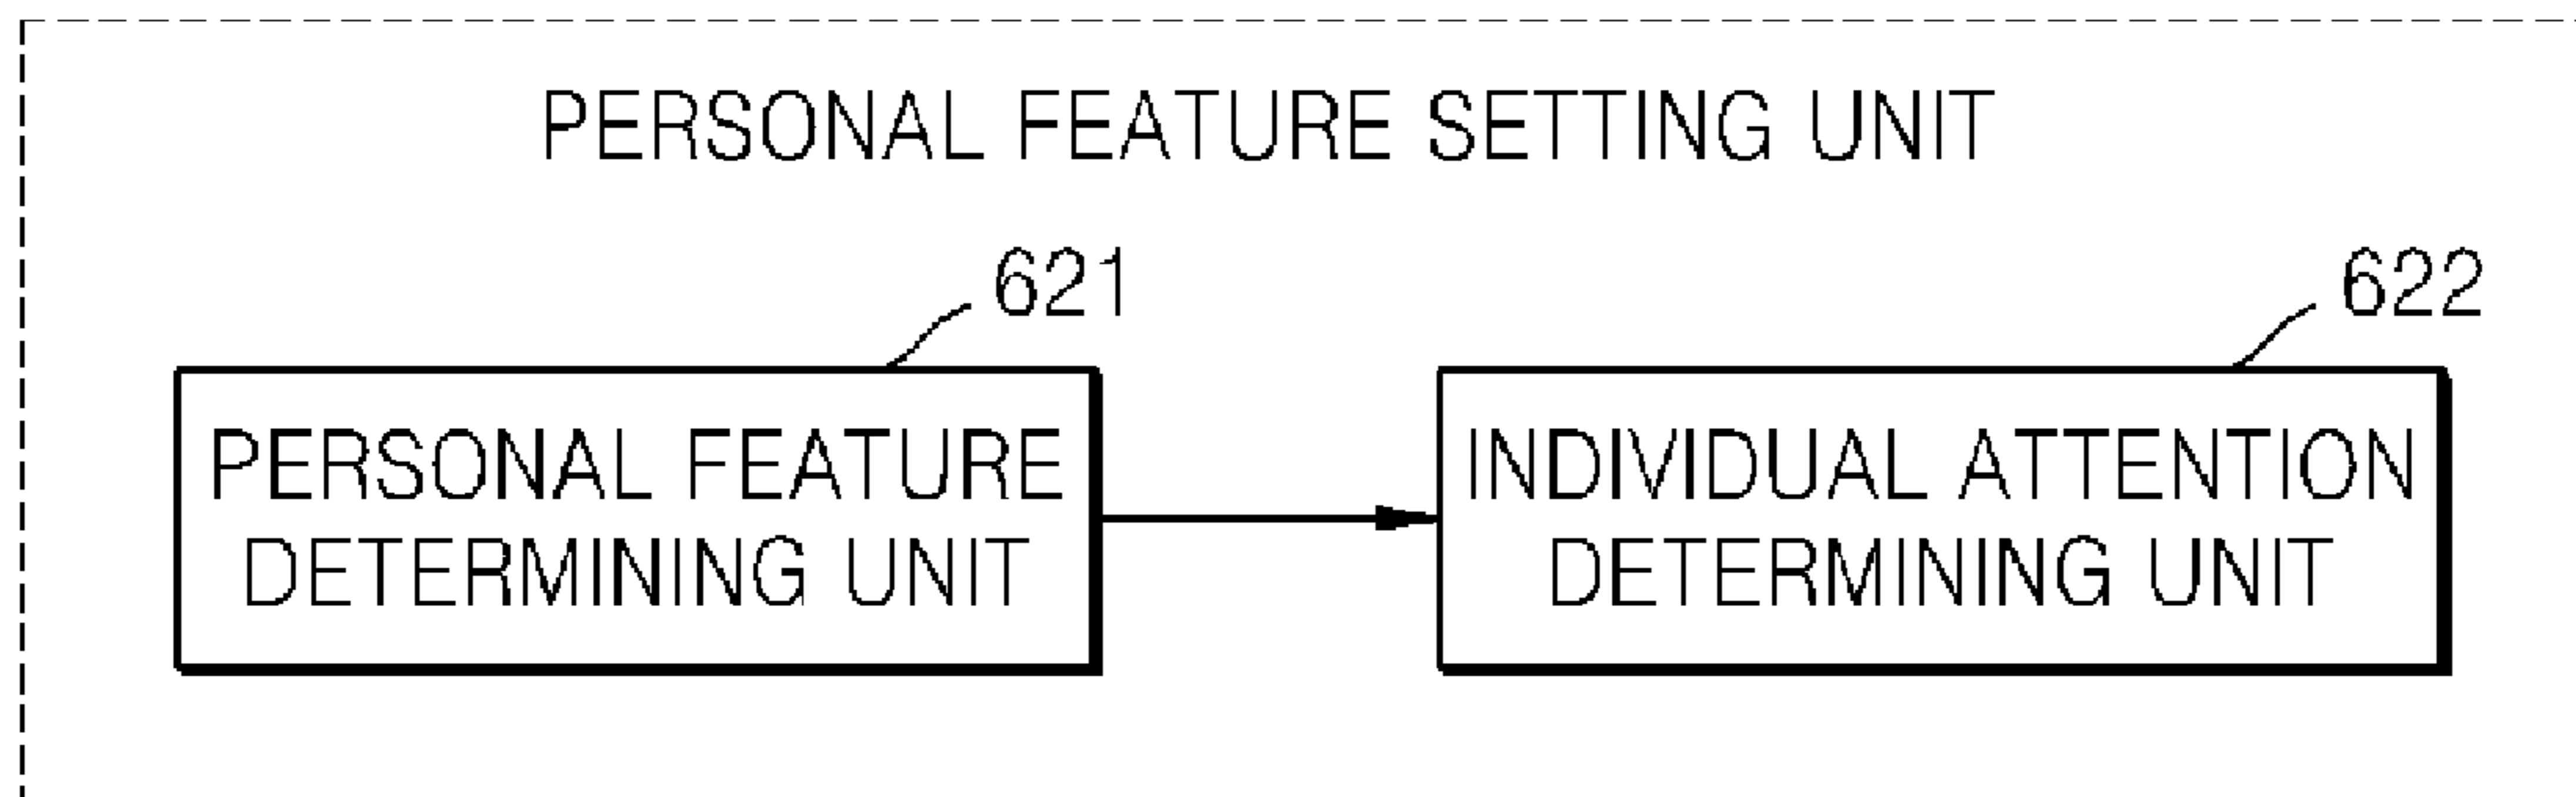 PERSONAL FEATURE SETTING UNIT
621
622
PERSONAL FEATURE
DETERMINING UNIT
INDIVIDUAL ATTENTION
DETERMINING UNIT